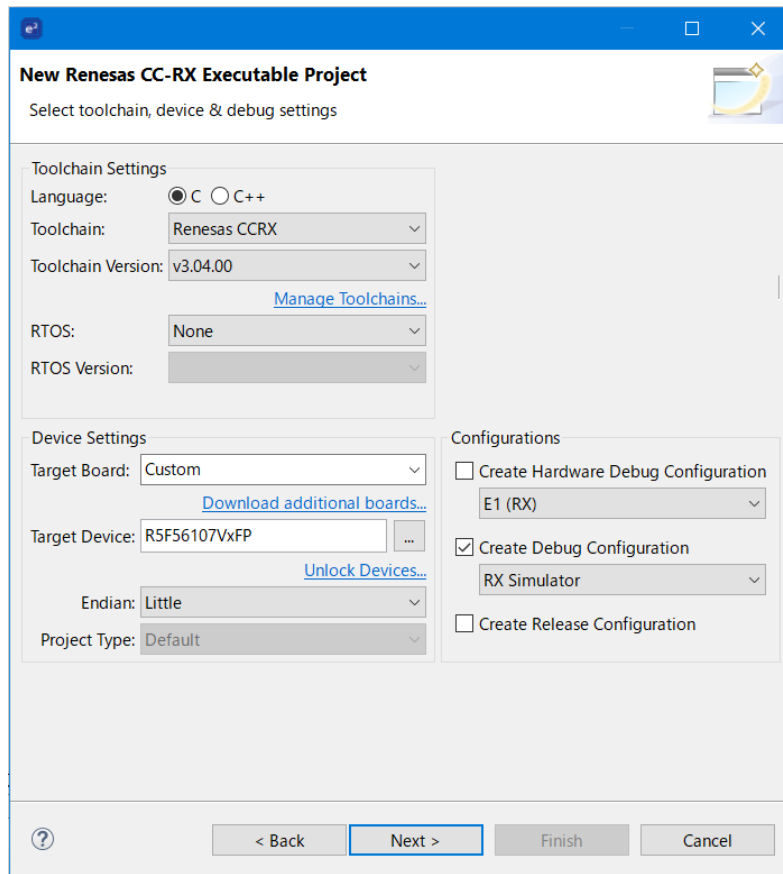 e²
New Renesas CC-RX Executable Project
Select toolchain, device & debug settings
Toolchain Settings
Language: C C++
Toolchain: Renesas CCRX
Toolchain Version: v3.04.00
Manage Toolchains...
RTOS: None
RTOS Version:
Device Settings
Target Board: Custom
Download additional boards...
Target Device: R5F56107VxFP ...
Unlock Devices...
Endian: Little
Project Type: Default
Configurations
Create Hardware Debug Configuration
E1 (RX)
Create Debug Configuration
RX Simulator
Create Release Configuration
? < Back Next > Finish Cancel